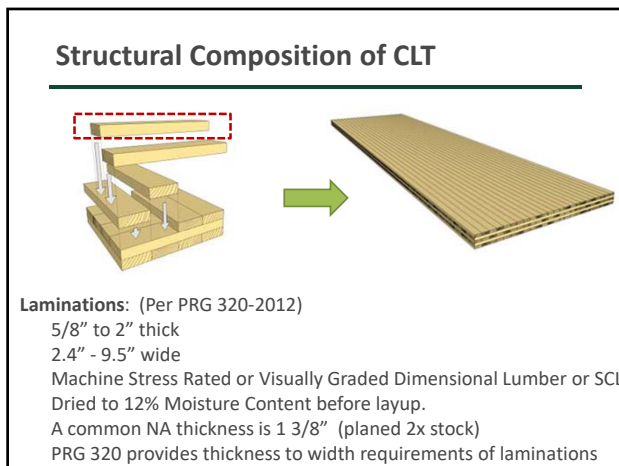 Structural Composition of CLT
Laminations: (Per PRG 320-2012)
5/8” to 2” thick
2.4” - 9.5” wide
Machine Stress Rated or Visually Graded Dimensional Lumber or SCL
Dried to 12% Moisture Content before layup.
A common NA thickness is 1 3/8” (planed 2x stock)
PRG 320 provides thickness to width requirements of laminations